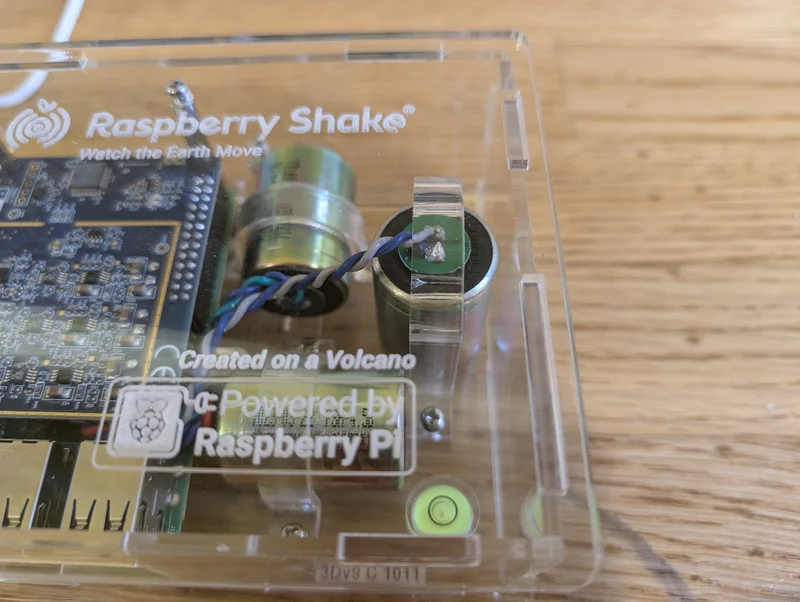 Raspberry Shake®
Watch the Earth Move
Created on a Volcano
Powered by
Raspberry Pi
3Dv9 C 1011